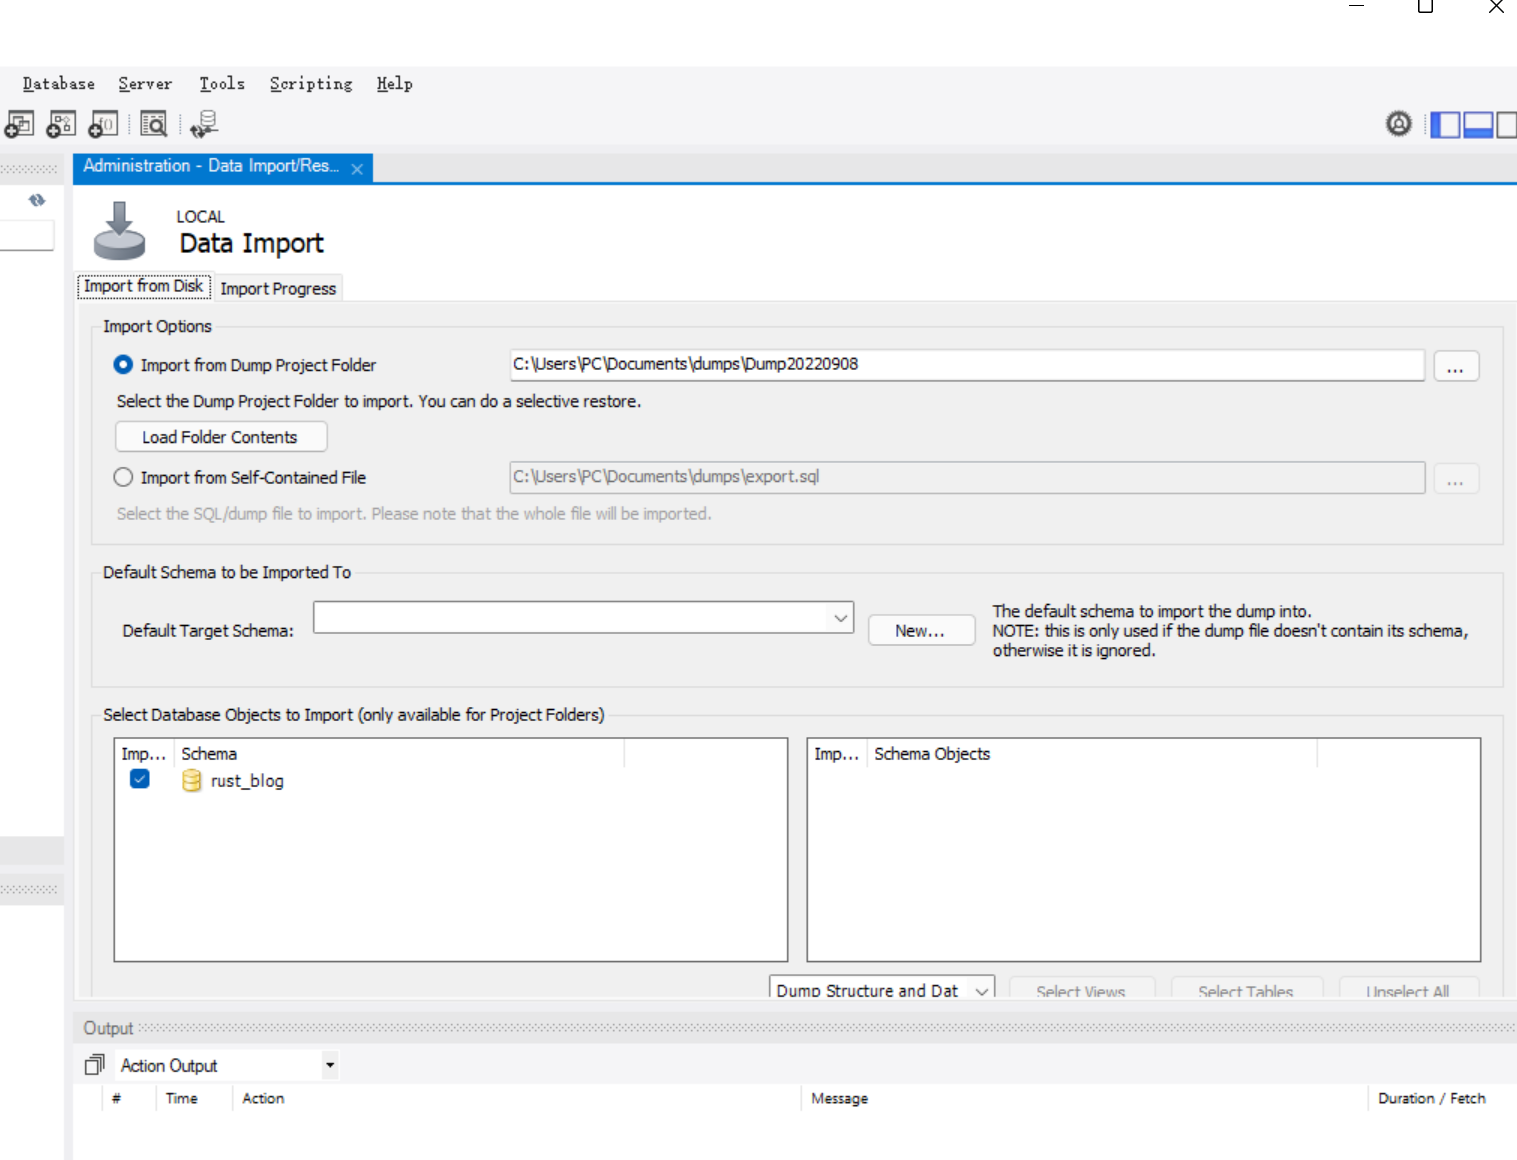 Database Server Tools Scripting Help
Administration - Data Import/Res...
LOCAL
Data Import
Import from Disk Import Progress
Import Options
Import from Dump Project Folder C:\Users\PC\Documents\dumps\Dump20220908 ...
Select the Dump Project Folder to import. You can do a selective restore.
Load Folder Contents
Import from Self-Contained File C:\Users\PC\Documents\dumps\export.sql ...
Select the SQL/dump file to import. Please note that the whole file will be imported.
Default Schema to be Imported To
Default Target Schema: New...
The default schema to import the dump into.
NOTE: this is only used if the dump file doesn't contain its schema,
otherwise it is ignored.
Select Database Objects to Import (only available for Project Folders)
Imp... Schema
rust_blog
Imp... Schema Objects
Dump Structure and Dat Select Views Select Tables Unselect All
Output
Action Output
# Time Action Message Duration / Fetch